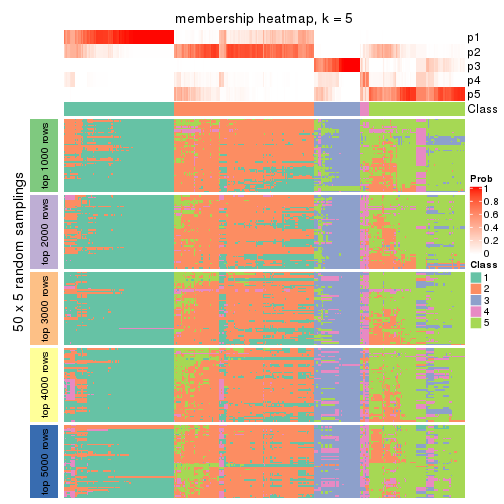 membership heatmap, k = 5
p1
p2
p3
p4
p5
Class
50 x 5 random samplings
top 1000 rows
top 2000 rows
top 3000 rows
top 4000 rows
top 5000 rows
Prob
1
0.8
0.6
0.4
0.2
0
Class
1
2
3
4
5